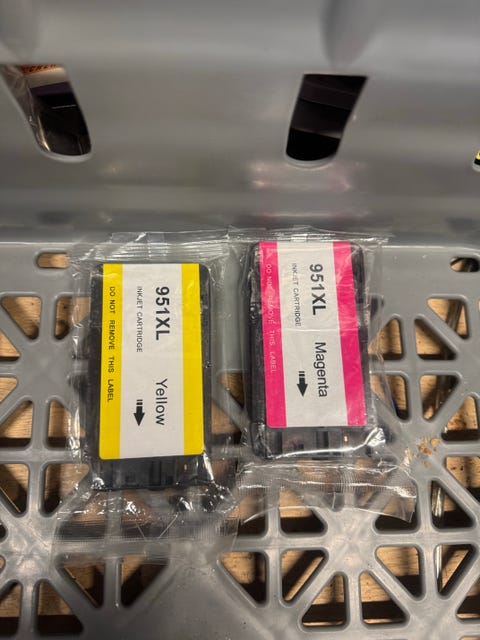 951XL Yellow
INKJET CARTRIDGE
DO NOT REMOVE THIS LABEL
951XL Magenta
INKJET CARTRIDGE
DO NOT REMOVE THIS LABEL